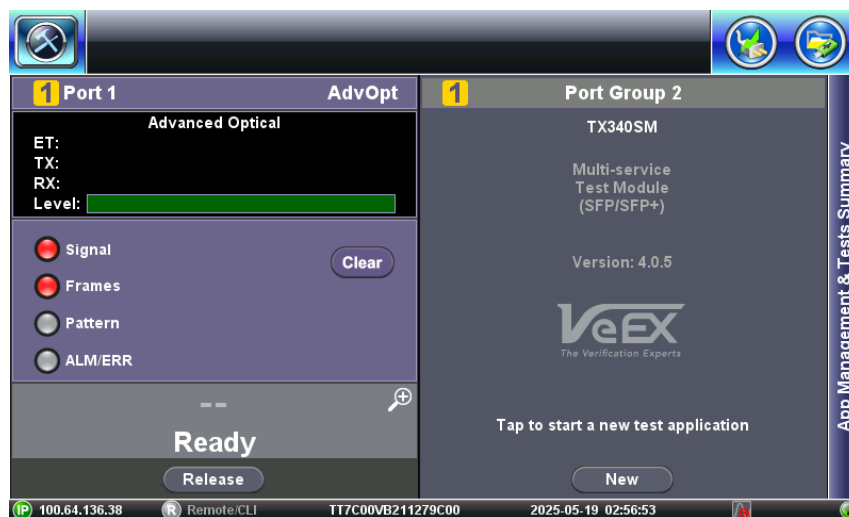 1 Port 1 AdvOpt
Advanced Optical
ET:
TX:
RX:
Level:
Signal
Clear
Frames
Pattern
ALM/ERR
--
Ready
Release
1 Port Group 2
TX340SM
Multi-service
Test Module
(SFP/SFP+)
Version: 4.0.5
VeEX
The Verification Experts
Tap to start a new test application
New
App Management & Tests Summary
IP 100.64.136.38 R Remote/CLI TT7C00VB211279C00 2025-05-19 02:56:53